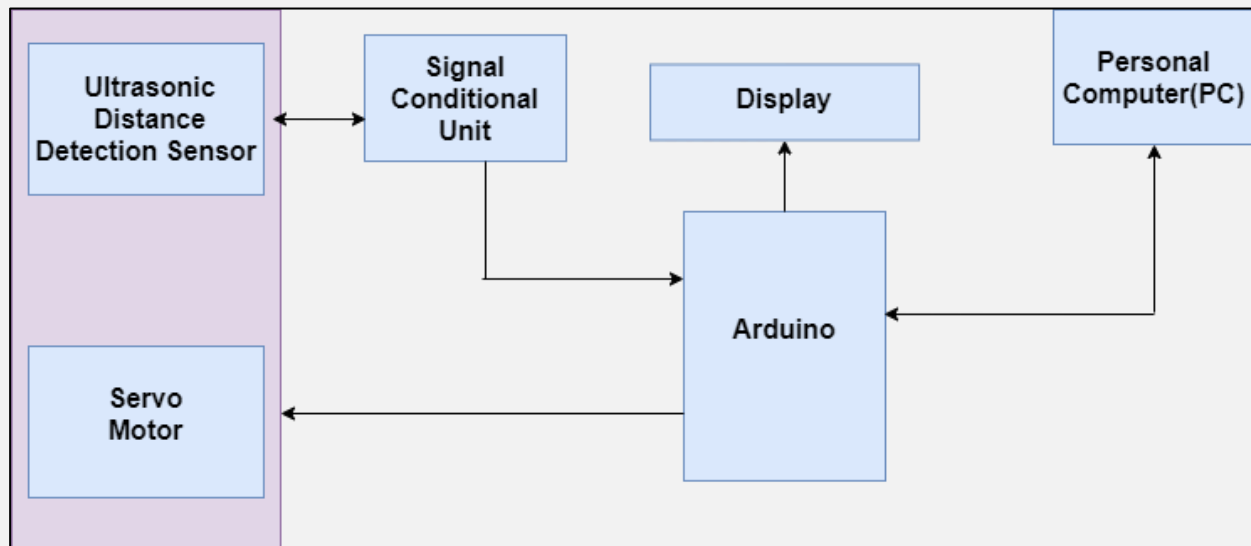 Ultrasonic
Distance
Detection Sensor
Signal
Conditional
Unit
Display
Personal
Computer(PC)
Arduino
Servo
Motor